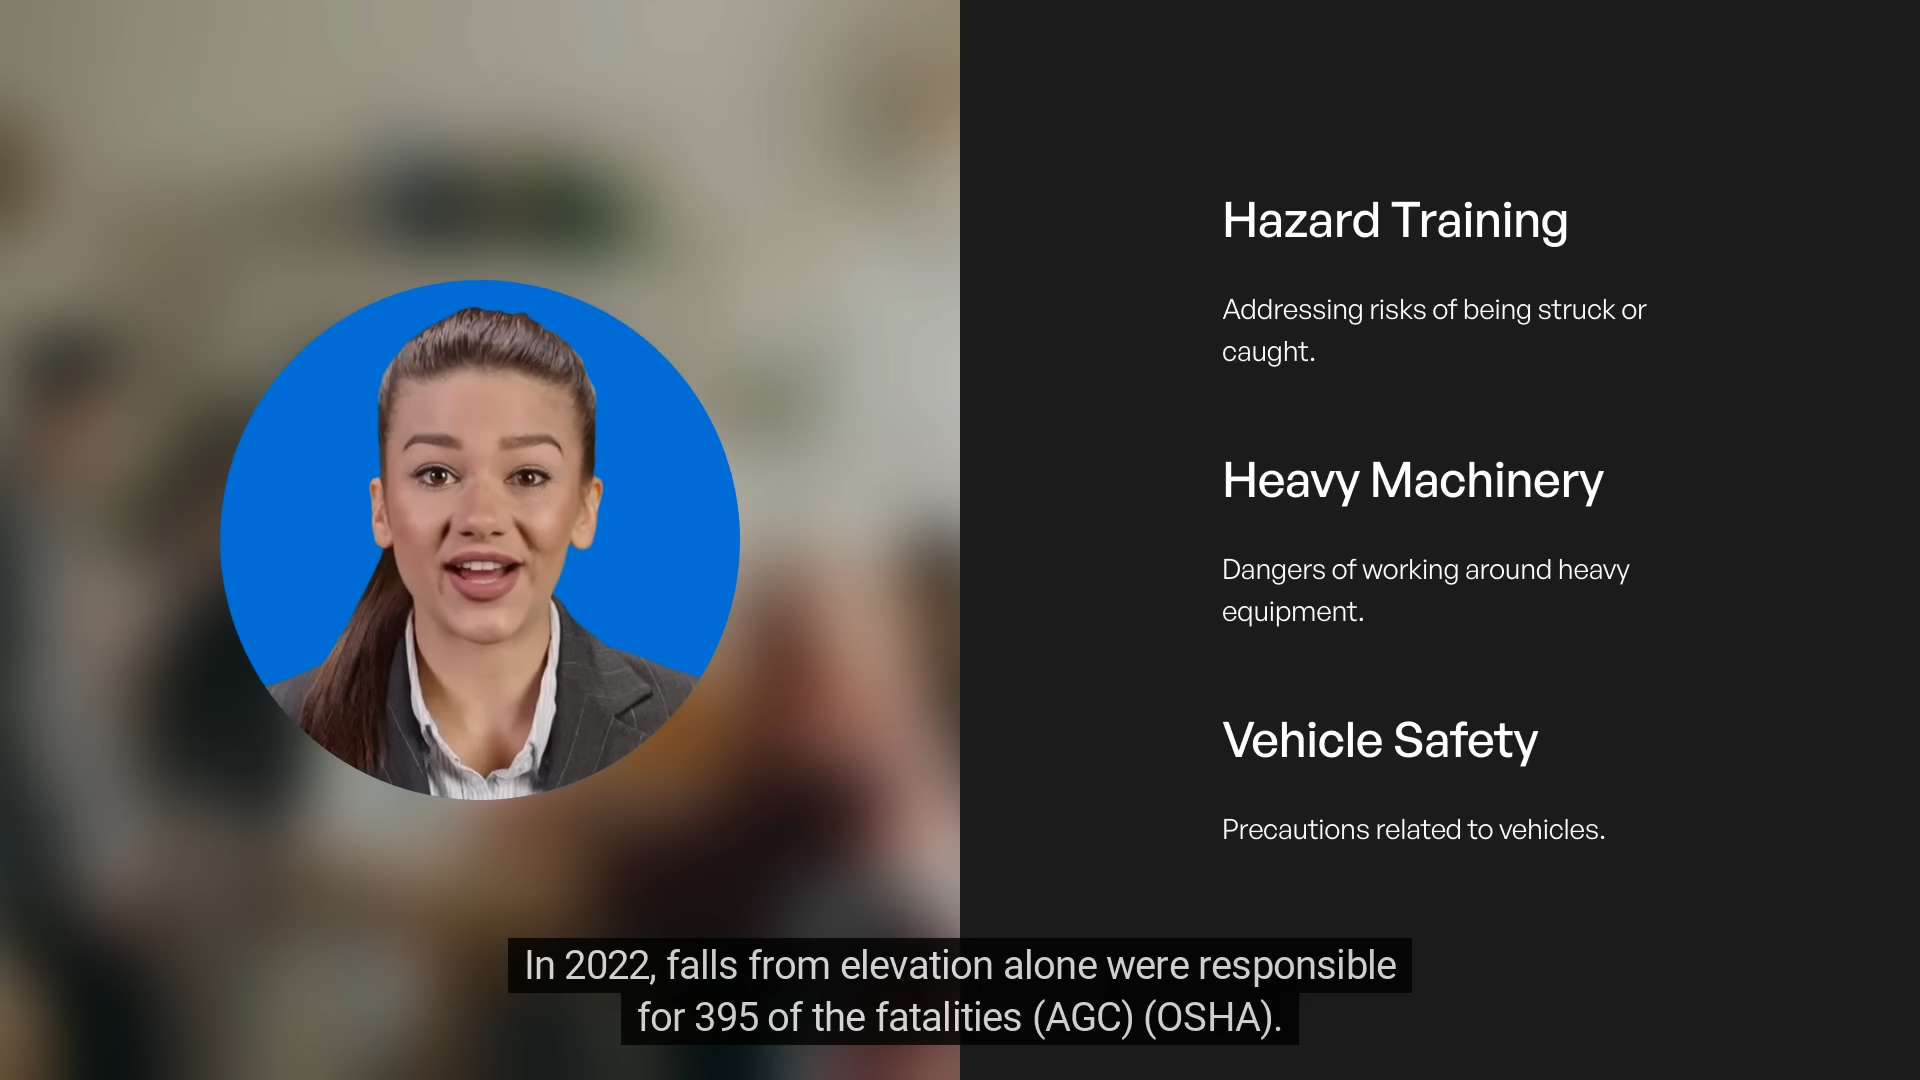 Hazard Training
Addressing risks of being struck or
caught.
Heavy Machinery
Dangers of working around heavy
equipment.
Vehicle Safety
Precautions related to vehicles.
In 2022, falls from elevation alone were responsible
for 395 of the fatalities (AGC) (OSHA).